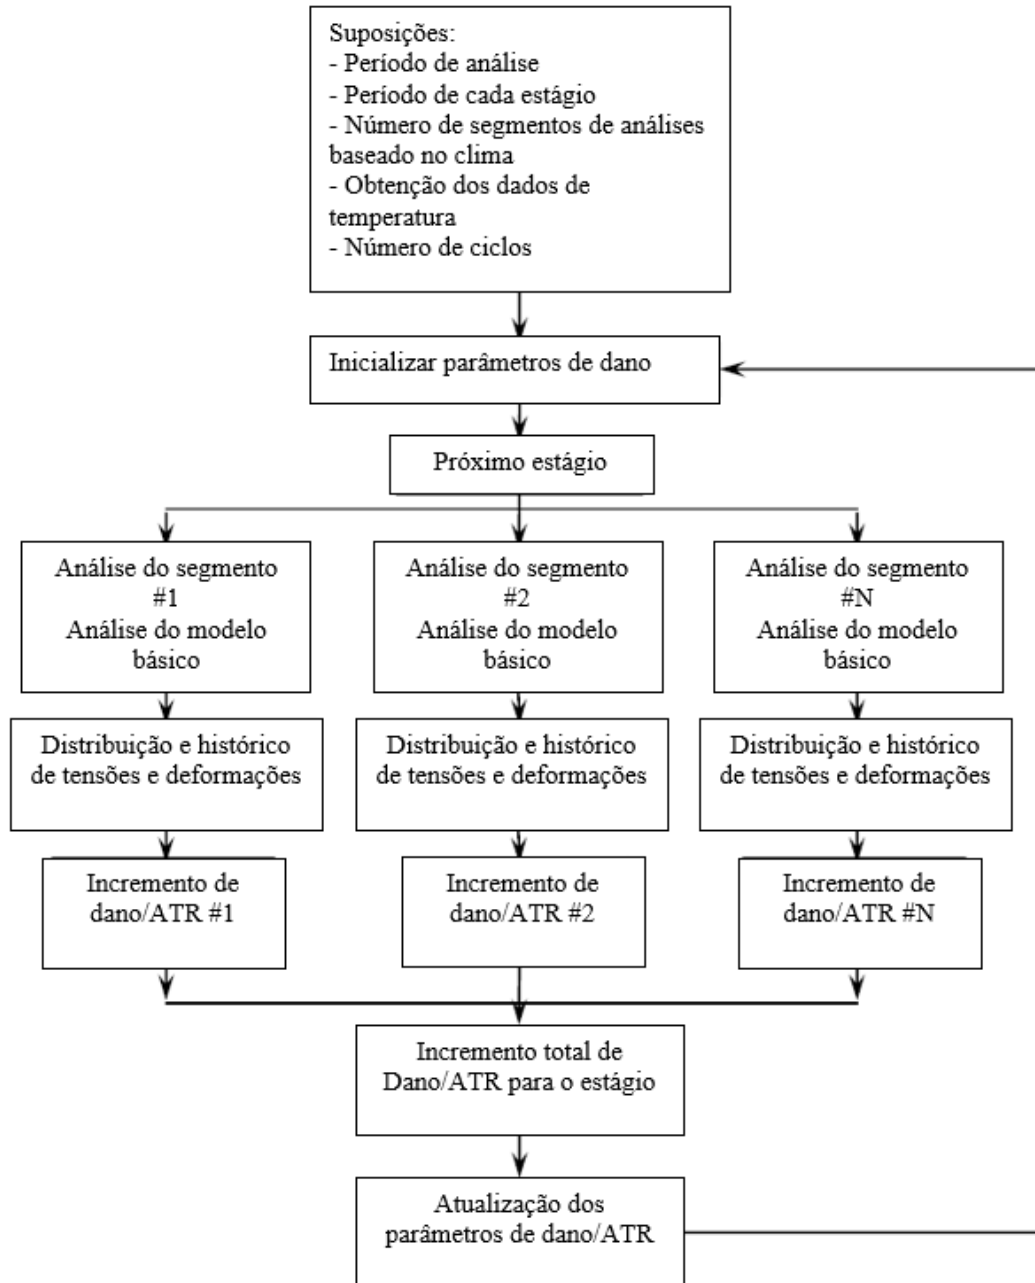 Suposições:
- Período de análise
- Período de cada estágio
- Número de segmentos de análises
baseado no clima
- Obtenção dos dados de
temperatura
- Número de ciclos
Inicializar parâmetros de dano
Próximo estágio
Análise do segmento
#1
Análise do modelo
básico
Análise do segmento
#2
Análise do modelo
básico
Análise do segmento
#N
Análise do modelo
básico
Distribuição e histórico
de tensões e deformações
Distribuição e histórico
de tensões e deformações
Distribuição e histórico
de tensões e deformações
Incremento de
dano/ATR #1
Incremento de
dano/ATR #2
Incremento de
dano/ATR #N
Incremento total de
Dano/ATR para o estágio
Atualização dos
parâmetros de dano/ATR